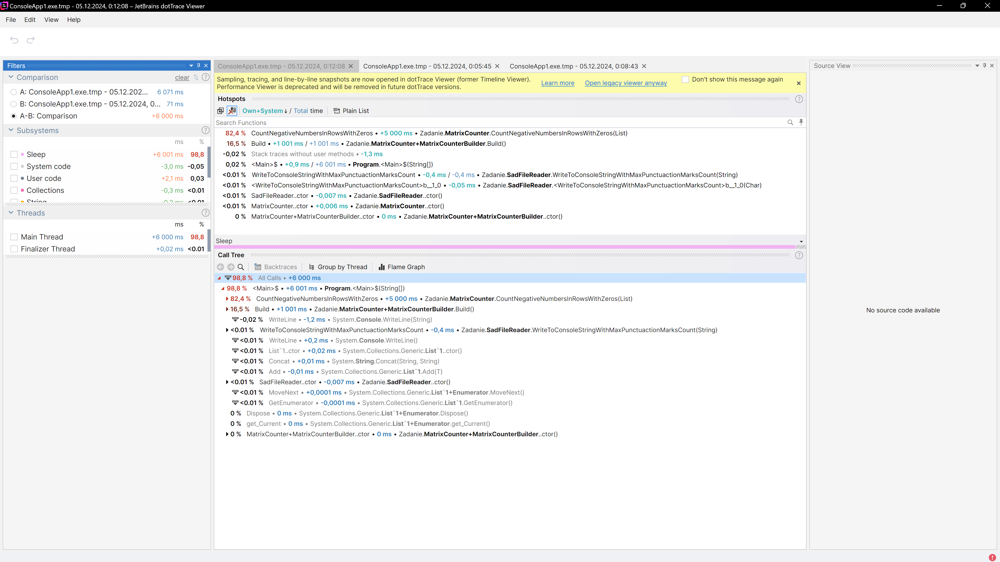 ConsoleApp1.exe.tmp - 05.12.2024, 0:12:08 – JetBrains dotTrace Viewer
File Edit View Help
Filters
Comparison clear
A: ConsoleApp1.exe.tmp - 05.12.202... 6 071 ms
B: ConsoleApp1.exe.tmp - 05.12.2024, 0... 71 ms
A-B: Comparison +6 000 ms
Subsystems
ms %
Sleep +6 001 ms 98,8
System code -3,0 ms -0,05
User code +2,1 ms 0,03
Collections -0,3 ms <0.01
String -0,2 ms <0.01
Threads
ms %
Main Thread +6 000 ms 98,8
Finalizer Thread +0,02 ms <0.01
ConsoleApp1.exe.tmp - 05.12.2024, 0:12:08 ConsoleApp1.exe.tmp - 05.12.2024, 0:05:45 ConsoleApp1.exe.tmp - 05.12.2024, 0:08:43
Sampling, tracing, and line-by-line snapshots are now opened in dotTrace Viewer (former Timeline Viewer).
Performance Viewer is deprecated and will be removed in future dotTrace versions.
Learn more Open legacy viewer anyway Don't show this message again
Hotspots
Own+System↓ / Total time Plain List
Search Functions
82,4 % CountNegativeNumbersInRowsWithZeros • +5 000 ms • Zadanie.MatrixCounter.CountNegativeNumbersInRowsWithZeros(List)
16,5 % Build • +1 001 ms / +1 001 ms • Zadanie.MatrixCounter+MatrixCounterBuilder.Build()
-0,02 % Stack traces without user methods • -1,3 ms
0,02 % <Main>$ • +0,9 ms / +6 001 ms • Program.<Main>$(String[])
<0.01 % WriteToConsoleStringWithMaxPunctuactionMarksCount • -0,4 ms / -0,4 ms • Zadanie.SadFileReader.WriteToConsoleStringWithMaxPunctuactionMarksCount(String)
<0.01 % <WriteToConsoleStringWithMaxPunctuactionMarksCount>b__1_0 • -0,05 ms • Zadanie.SadFileReader.<WriteToConsoleStringWithMaxPunctuactionMarksCount>b__1_0(Char)
<0.01 % SadFileReader..ctor • -0,007 ms • Zadanie.SadFileReader..ctor()
<0.01 % MatrixCounter..ctor • +0,006 ms • Zadanie.MatrixCounter..ctor()
0 % MatrixCounter+MatrixCounterBuilder..ctor • 0 ms • Zadanie.MatrixCounter+MatrixCounterBuilder..ctor()
Sleep
Call Tree
Backtraces Group by Thread Flame Graph
98,8 % All Calls • +6 000 ms
98,8 % <Main>$ • +6 001 ms • Program.<Main>$(String[])
82,4 % CountNegativeNumbersInRowsWithZeros • +5 000 ms • Zadanie.MatrixCounter.CountNegativeNumbersInRowsWithZeros(List)
16,5 % Build • +1 001 ms • Zadanie.MatrixCounter+MatrixCounterBuilder.Build()
-0,02 % WriteLine • -1,2 ms • System.Console.WriteLine(String)
<0.01 % WriteToConsoleStringWithMaxPunctuactionMarksCount • -0,4 ms • Zadanie.SadFileReader.WriteToConsoleStringWithMaxPunctuactionMarksCount(String)
<0.01 % WriteLine • +0,2 ms • System.Console.WriteLine()
<0.01 % List`1..ctor • +0,02 ms • System.Collections.Generic.List`1..ctor()
<0.01 % Concat • +0,01 ms • System.String.Concat(String, String)
<0.01 % Add • -0,01 ms • System.Collections.Generic.List`1.Add(T)
<0.01 % SadFileReader..ctor • -0,007 ms • Zadanie.SadFileReader..ctor()
<0.01 % MoveNext • +0,0001 ms • System.Collections.Generic.List`1+Enumerator.MoveNext()
<0.01 % GetEnumerator • -0,0001 ms • System.Collections.Generic.List`1.GetEnumerator()
0 % Dispose • 0 ms • System.Collections.Generic.List`1+Enumerator.Dispose()
0 % get_Current • 0 ms • System.Collections.Generic.List`1+Enumerator.get_Current()
0 % MatrixCounter+MatrixCounterBuilder..ctor • 0 ms • Zadanie.MatrixCounter+MatrixCounterBuilder..ctor()
Source View
No source code available